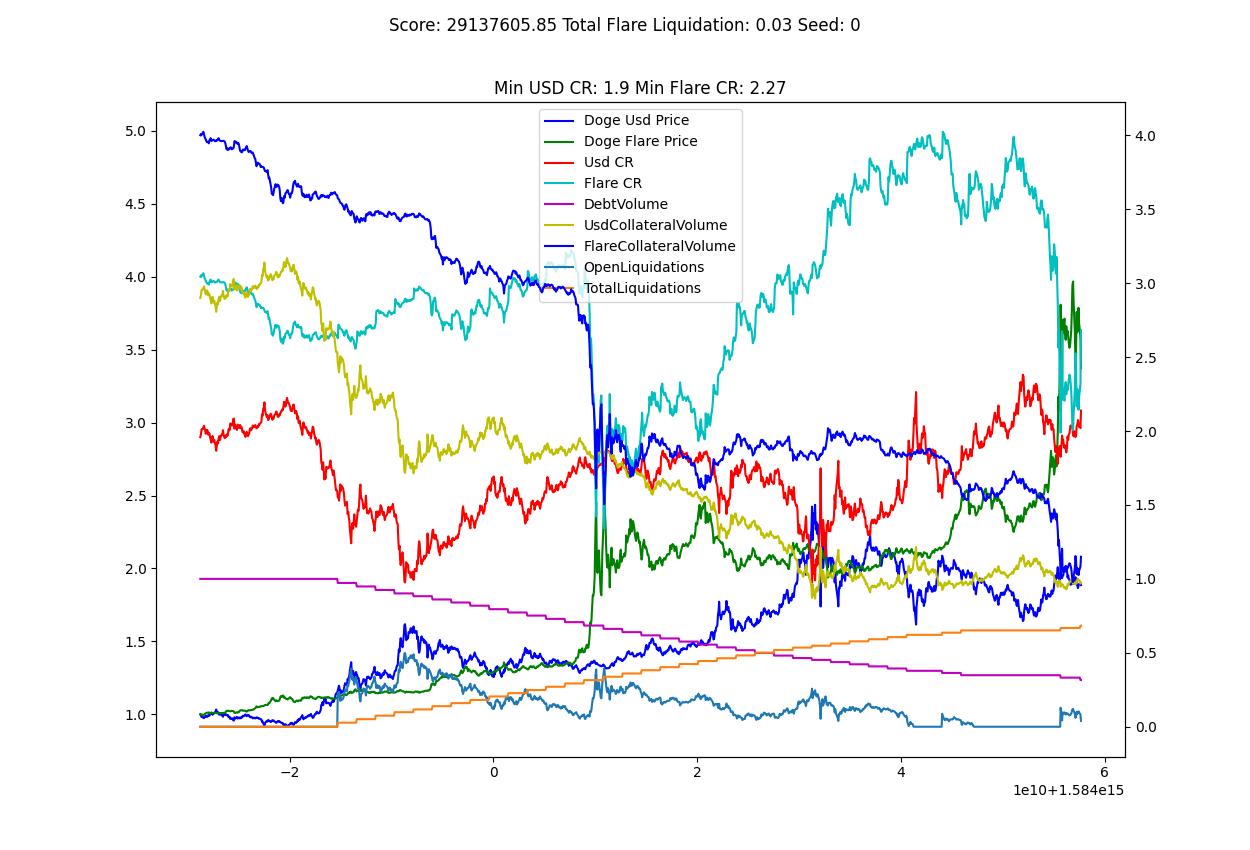 Score: 29137605.85 Total Flare Liquidation: 0.03 Seed: 0
Min USD CR: 1.9 Min Flare CR: 2.27
Doge Usd Price
Doge Flare Price
Usd CR
Flare CR
DebtVolume
UsdCollateralVolume
FlareCollateralVolume
OpenLiquidations
TotalLiquidations
5.0
4.5
4.0
3.5
3.0
2.5
2.0
1.5
1.0
4.0
3.5
3.0
2.5
2.0
1.5
1.0
0.5
0.0
−2
0
2
4
6
1e10+1.584e15